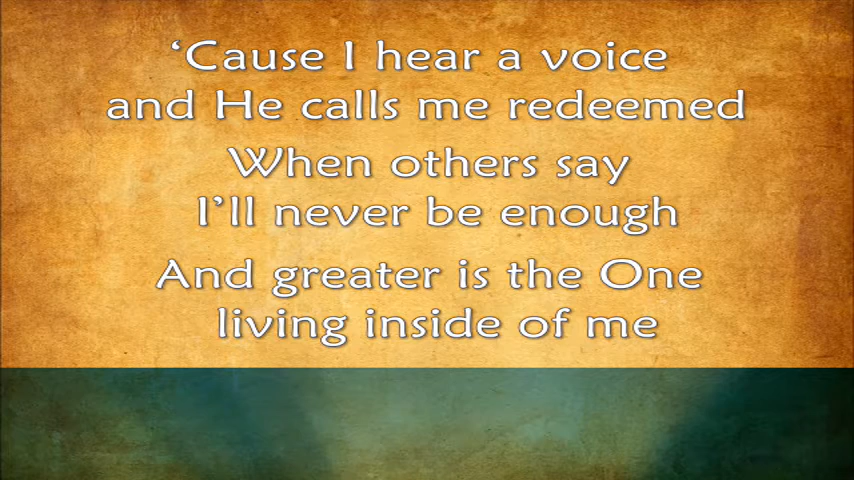 ‘Cause I hear a voice
and He calls me redeemed
When others say
I’ll never be enough
And greater is the One
living inside of me